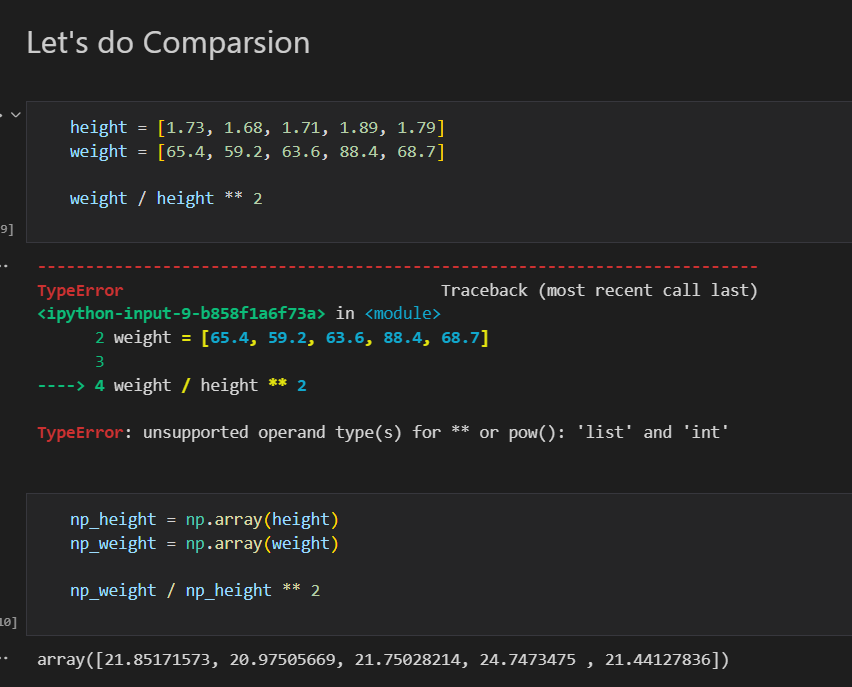 Let's do Comparsion
height = [1.73, 1.68, 1.71, 1.89, 1.79]
weight = [65.4, 59.2, 63.6, 88.4, 68.7]
weight / height ** 2
9]
---------------------------------------------------------------------------
TypeError                                 Traceback (most recent call last)
<ipython-input-9-b858f1a6f73a> in <module>
      2 weight = [65.4, 59.2, 63.6, 88.4, 68.7]
      3
----> 4 weight / height ** 2
TypeError: unsupported operand type(s) for ** or pow(): 'list' and 'int'
np_height = np.array(height)
np_weight = np.array(weight)
np_weight / np_height ** 2
10]
array([21.85171573, 20.97505669, 21.75028214, 24.7473475 , 21.44127836])